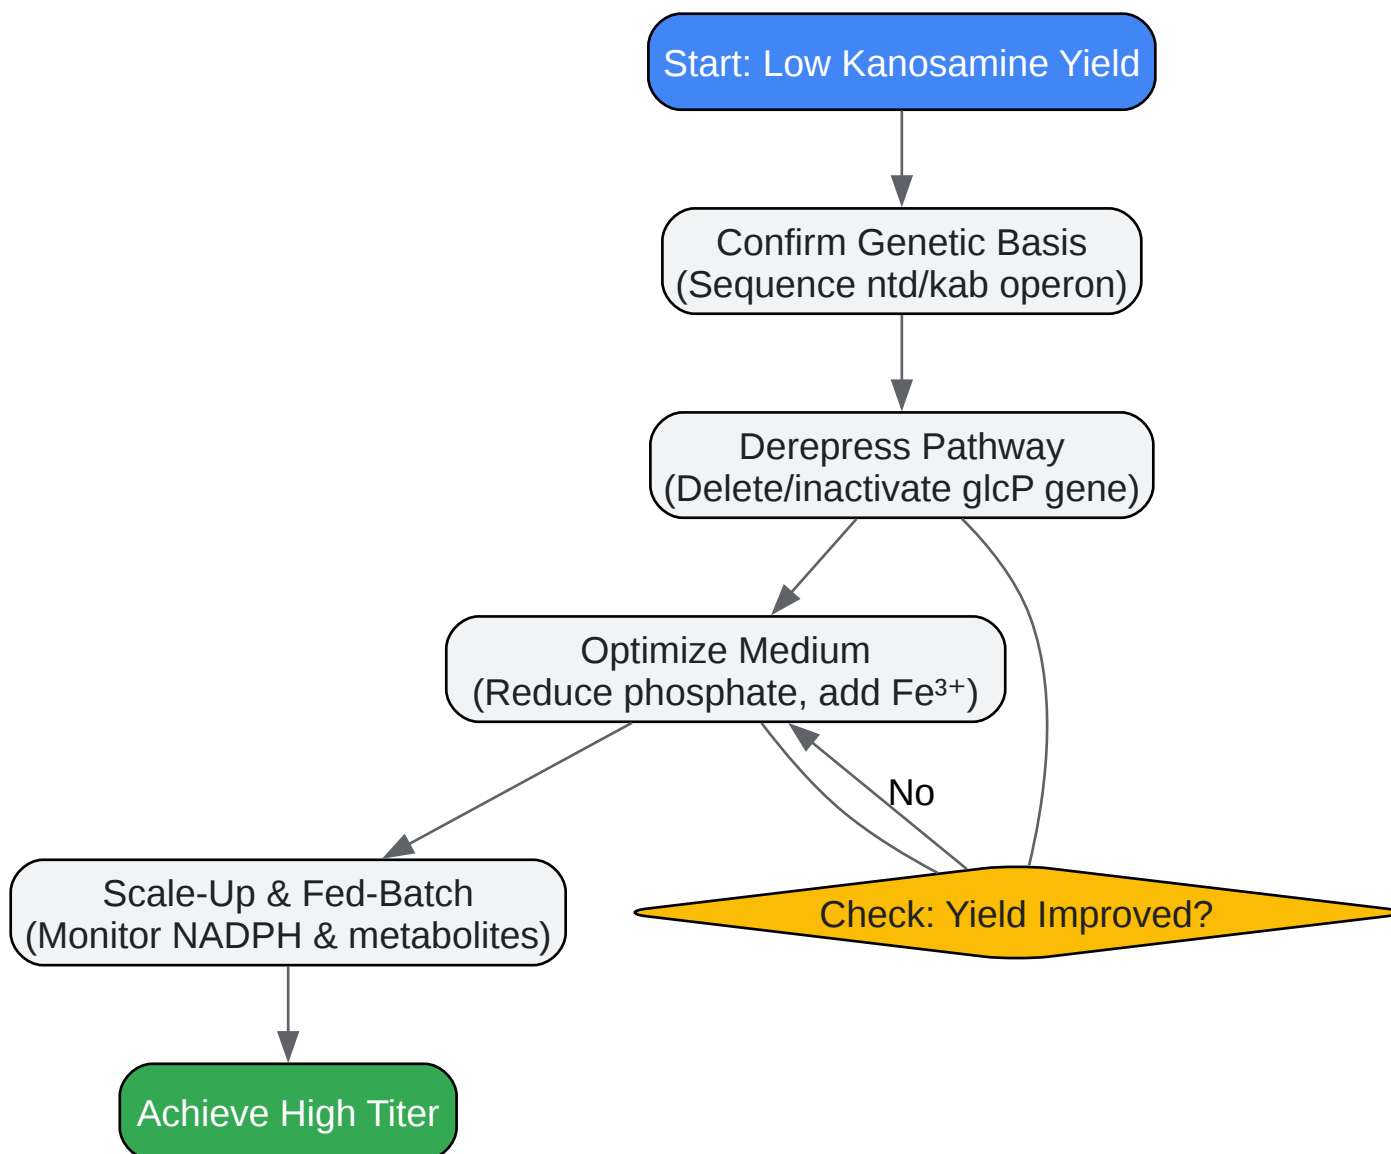 Start: Low Kanosamine Yield
Confirm Genetic Basis
(Sequence ntd/kab operon)
Derepress Pathway
(Delete/inactivate glcP gene)
Optimize Medium
(Reduce phosphate, add Fe³⁺)
No
Scale-Up & Fed-Batch
(Monitor NADPH & metabolites)
Check: Yield Improved?
Achieve High Titer